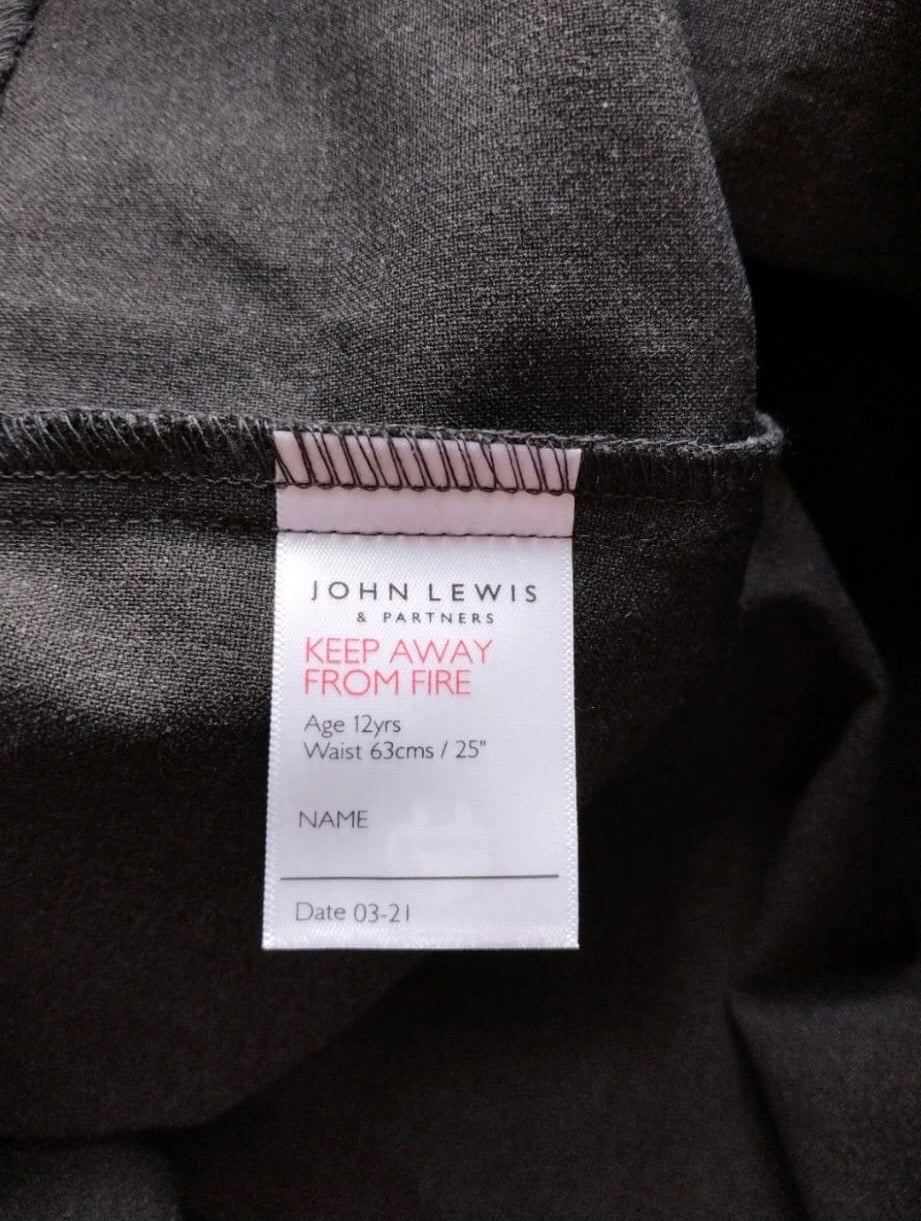 JOHN LEWIS
& PARTNERS
KEEP AWAY
FROM FIRE
Age 12yrs
Waist 63cms / 25"
NAME
Date 03-21